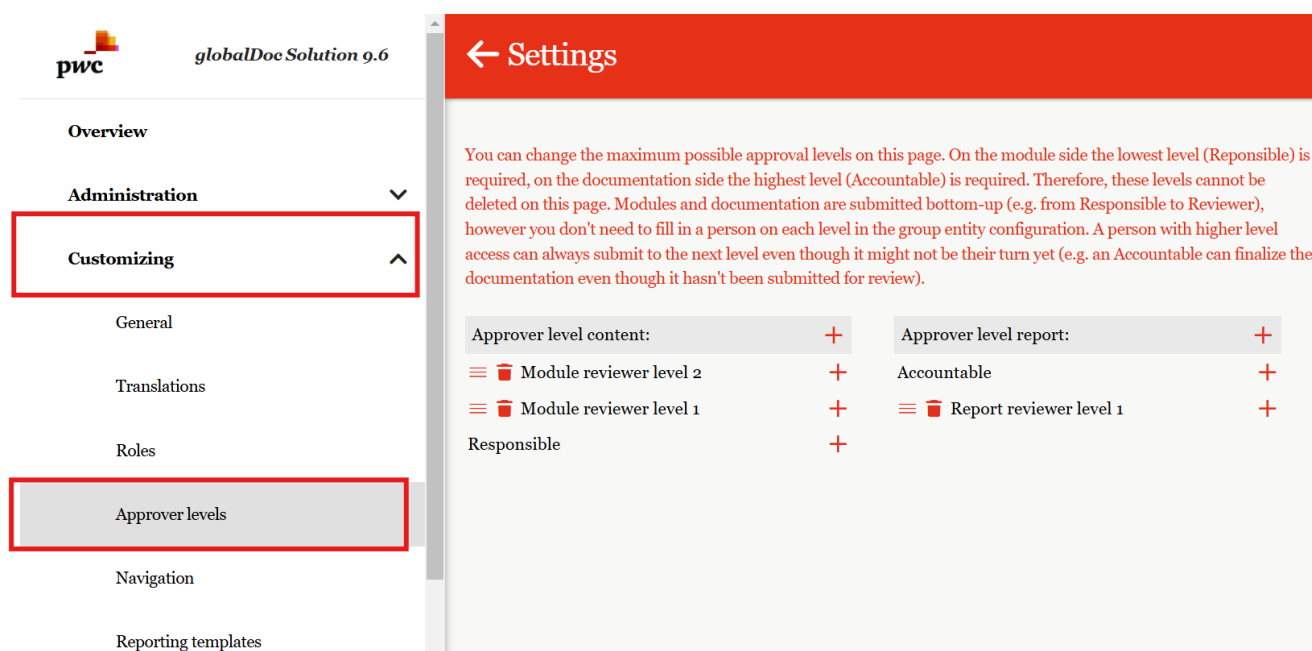 pwc
globalDoc Solution 9.6
Overview
Administration
Customizing
General
Translations
Roles
Approver levels
Navigation
Reporting templates
Settings
You can change the maximum possible approval levels on this page. On the module side the lowest level (Reponsible) is
required, on the documentation side the highest level (Accountable) is required. Therefore, these levels cannot be
deleted on this page. Modules and documentation are submitted bottom-up (e.g. from Responsible to Reviewer),
however you don't need to fill in a person on each level in the group entity configuration. A person with higher level
access can always submit to the next level even though it might not be their turn yet (e.g. an Accountable can finalize the
documentation even though it hasn't been submitted for review).
Approver level content:
Module reviewer level 2
Module reviewer level 1
Responsible
Approver level report:
Accountable
Report reviewer level 1